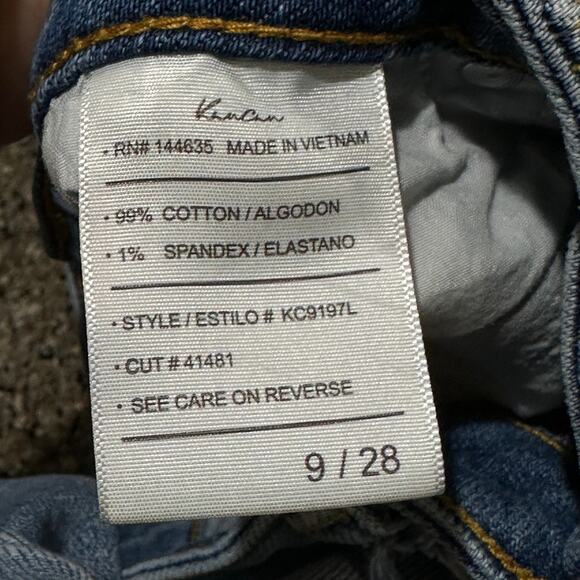 Kancan
· RN# 144635 MADE IN VIETNAM
· 99% COTTON / ALGODON
· 1% SPANDEX / ELASTANO
· STYLE / ESTILO # KC9197L
· CUT # 41481
· SEE CARE ON REVERSE
9 / 28